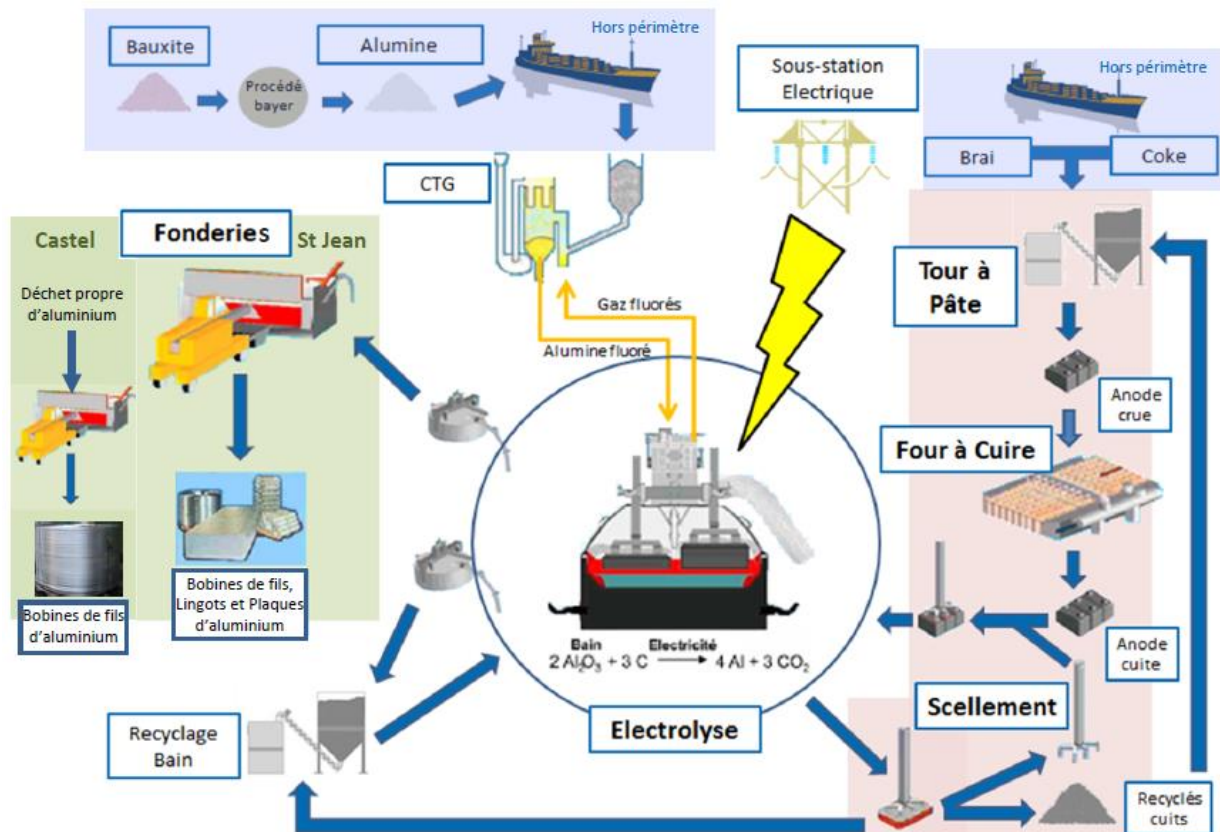 Bauxite
Procédé
bayer
Alumine
Hors périmètre
Sous-station
Electrique
Hors périmètre
Brai
Coke
CTG
Castel
Fonderies
St Jean
Déchet propre
d'aluminium
Gaz fluorés
Alumine fluoré
Tour à
Pâte
Anode
crue
Four à Cuire
Bobines de fils
d'aluminium
Bobines de fils,
Lingots et Plaques
d'aluminium
Bain Electricité
2 Al₂O₃ + 3 C → 4 Al + 3 CO₂
Anode
cuite
Electrolyse
Scellement
Recyclage
Bain
Recyclés
cuits